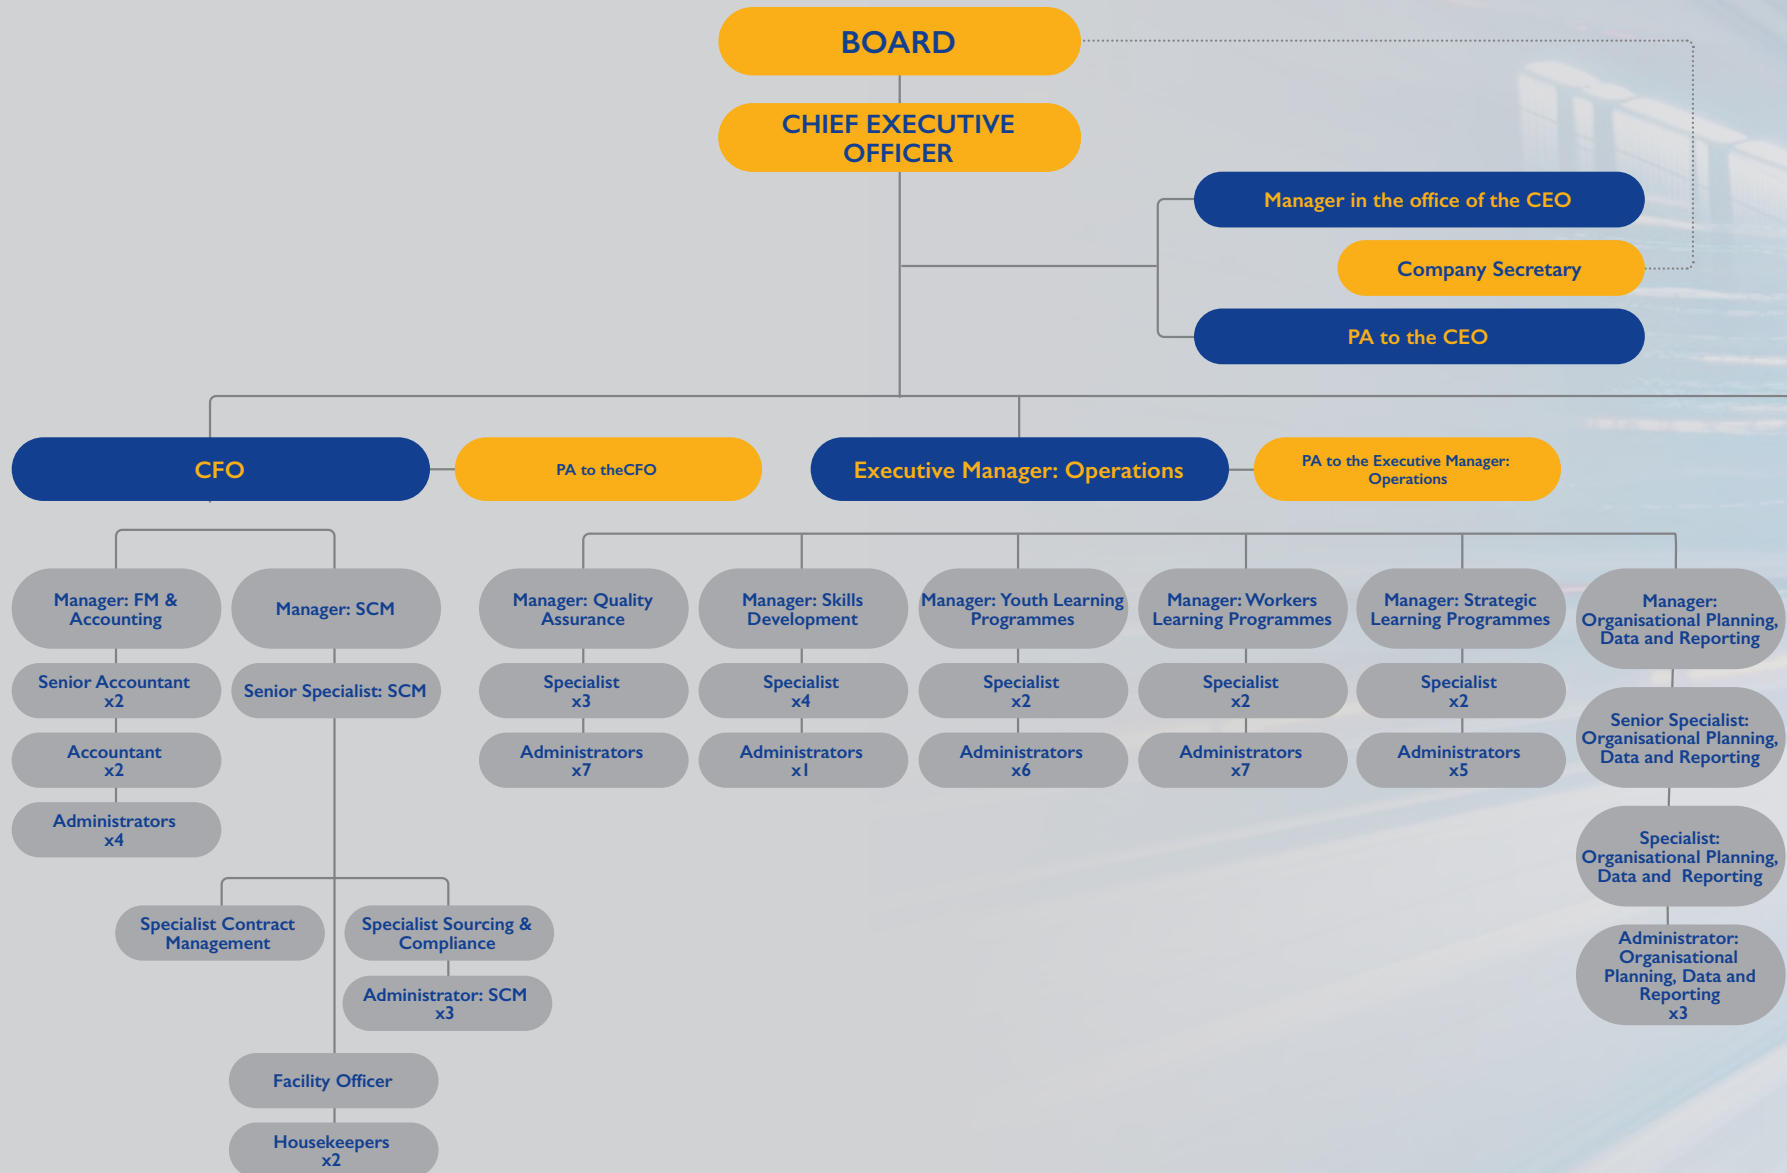 BOARD
CHIEF EXECUTIVE
OFFICER
Manager in the office of the CEO
Company Secretary
PA to the CEO
CFO
PA to theCFO
Executive Manager: Operations
PA to the Executive Manager:
Operations
Manager: FM &
Accounting
Senior Accountant
x2
Accountant
x2
Administrators
x4
Manager: SCM
Senior Specialist: SCM
Specialist Contract
Management
Specialist Sourcing &
Compliance
Administrator: SCM
x3
Facility Officer
Housekeepers
x2
Manager: Quality
Assurance
Specialist
x3
Administrators
x7
Manager: Skills
Development
Specialist
x4
Administrators
x1
Manager: Youth Learning
Programmes
Specialist
x2
Administrators
x6
Manager: Workers
Learning Programmes
Specialist
x2
Administrators
x7
Manager: Strategic
Learning Programmes
Specialist
x2
Administrators
x5
Manager:
Organisational Planning,
Data and Reporting
Senior Specialist:
Organisational Planning,
Data and Reporting
Specialist:
Organisational Planning,
Data and Reporting
Administrator:
Organisational
Planning, Data and
Reporting
x3